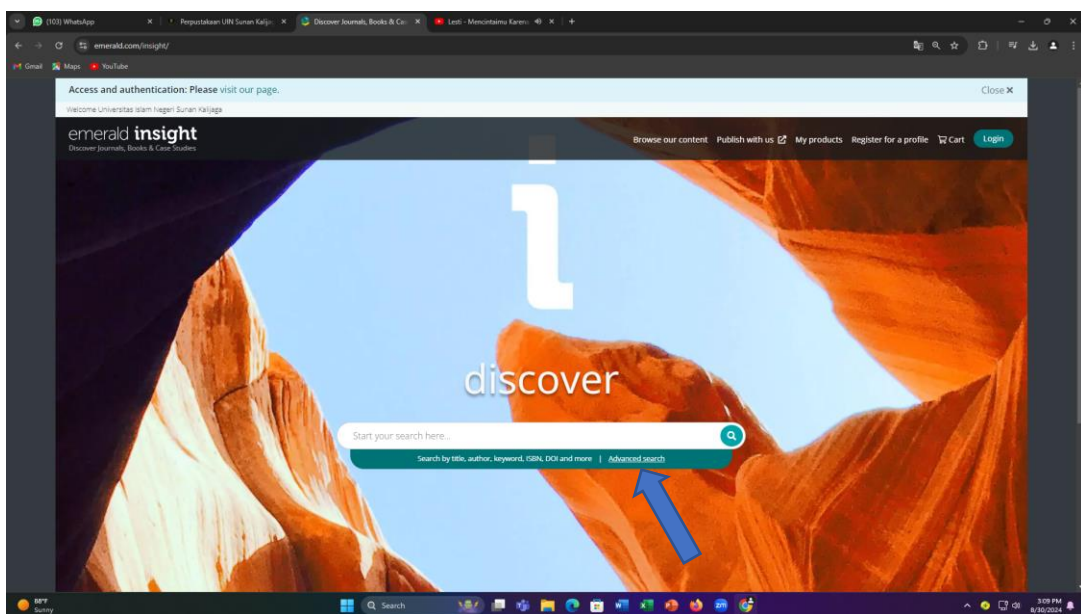 (103) WhatsApp
Perpustakaan UIN Sunan Kalija
Discover Journals, Books & Ca
Lesti - Mencintaimu Karena
emerald.com/insight/
Gmail Maps YouTube
Access and authentication: Please visit our page. Close ✕
Welcome Universitas Islam Negeri Sunan Kalijaga
emerald insight
Discover Journals, Books & Case Studies
Browse our content Publish with us My products Register for a profile Cart Login
i
discover
Start your search here...
Search by title, author, keyword, ISBN, DOI and more | Advanced search
88°F
Sunny
Search
zm
3:09 PM
8/30/2024